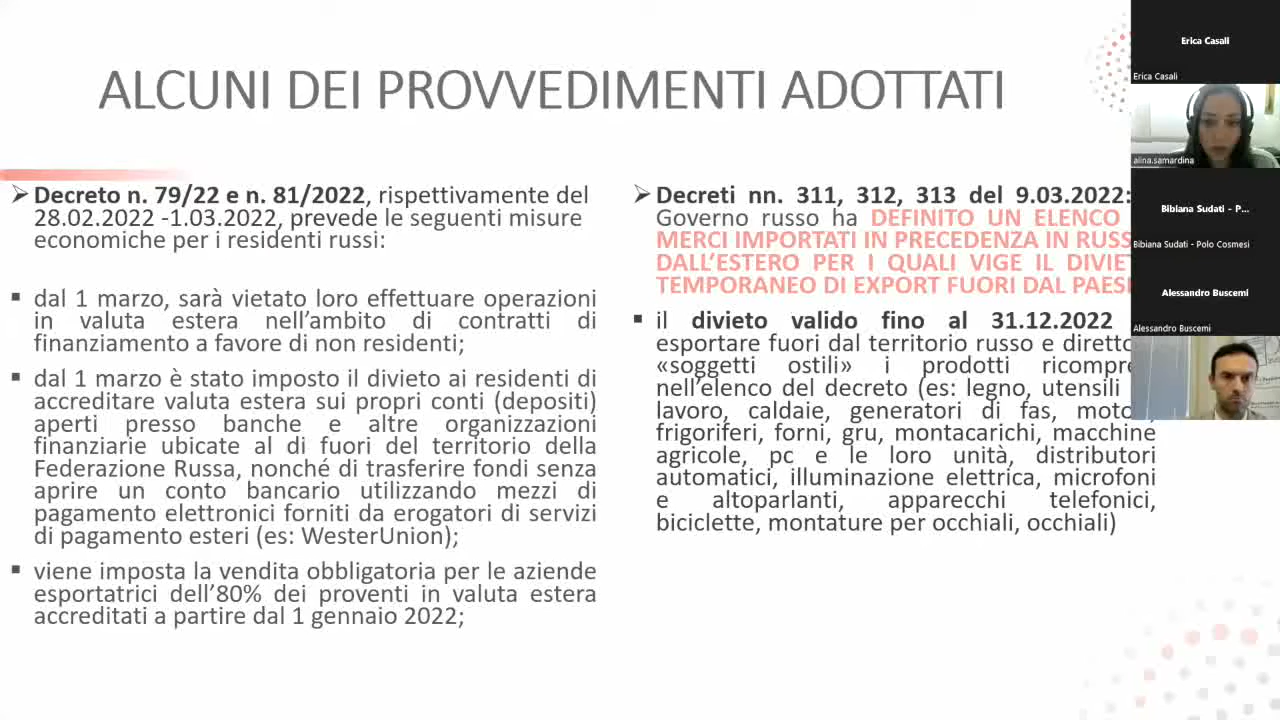 ALCUNI DEI PROVVEDIMENTI ADOTTATI
Decreto n. 79/22 e n. 81/2022, rispettivamente del
28.02.2022 -1.03.2022, prevede le seguenti misure
economiche per i residenti russi:
dal 1 marzo, sarà vietato loro effettuare operazioni
in valuta estera nell'ambito di contratti di
finanziamento a favore di non residenti;
dal 1 marzo è stato imposto il divieto ai residenti di
accreditare valuta estera sui propri conti (depositi)
aperti presso banche e altre organizzazioni
finanziarie ubicate al di fuori del territorio della
Federazione Russa, nonché di trasferire fondi senza
aprire un conto bancario utilizzando mezzi di
pagamento elettronici forniti da erogatori di servizi
di pagamento esteri (es: WesterUnion);
viene imposta la vendita obbligatoria per le aziende
esportatrici dell'80% dei proventi in valuta estera
accreditati a partire dal 1 gennaio 2022;
Decreti nn. 311, 312, 313 del 9.03.2022:
Governo russo ha DEFINITO UN ELENCO
MERCI IMPORTATI IN PRECEDENZA IN RUSS
DALL'ESTERO PER I QUALI VIGE IL DIVIET
TEMPORANEO DI EXPORT FUORI DAL PAES
il divieto valido fino al 31.12.2022
esportare fuori dal territorio russo e diretto
«soggetti ostili» i prodotti ricompre
nell'elenco del decreto (es: legno, utensili
lavoro, caldaie, generatori di fas, moto
frigoriferi, forni, gru, montacarichi, macchine
agricole, pc e le loro unità, distributori
automatici, illuminazione elettrica, microfoni
e altoparlanti, apparecchi telefonici,
biciclette, montature per occhiali, occhiali)
Erica Casali
Erica Casali
alina.samardina
Bibiana Sudati - P...
Bibiana Sudati - Polo Cosmesi
Alessandro Buscemi
Alessandro Buscemi